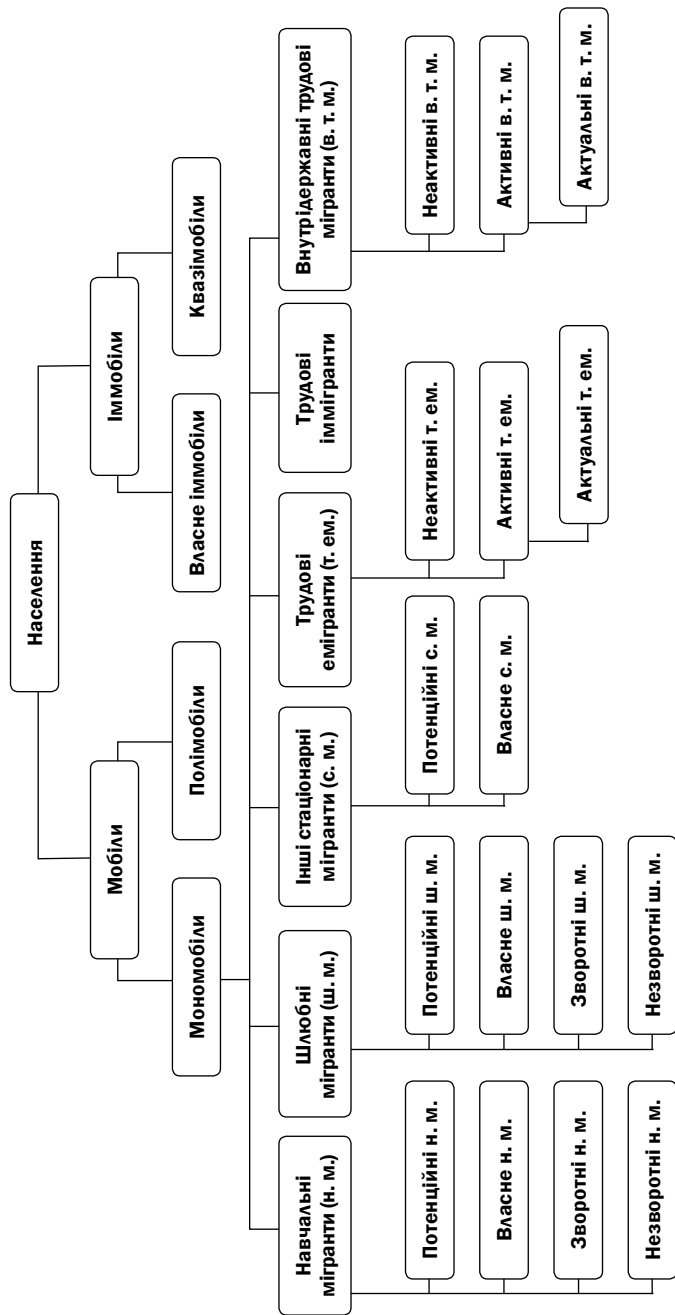 Населення
Мобіли
Іммобіли
Мономобіли
Полімобіли
Власне іммобіли
Квазімобіли
Навчальні
мігранти (н. м.)
Шлюбні
мігранти (ш. м.)
Інші стаціонарні
мігранти (с. м.)
Трудові
емігранти (т. ем.)
Трудові
іммігранти
Внутрідержавні трудові
мігранти (в. т. м.)
Потенційні н. м.
Власне н. м.
Зворотні н. м.
Незворотні н. м.
Потенційні ш. м.
Власне ш. м.
Зворотні ш. м.
Незворотні ш. м.
Потенційні с. м.
Власне с. м.
Неактивні т. ем.
Активні т. ем.
Актуальні т. ем.
Неактивні в. т. м.
Активні в. т. м.
Актуальні в. т. м.